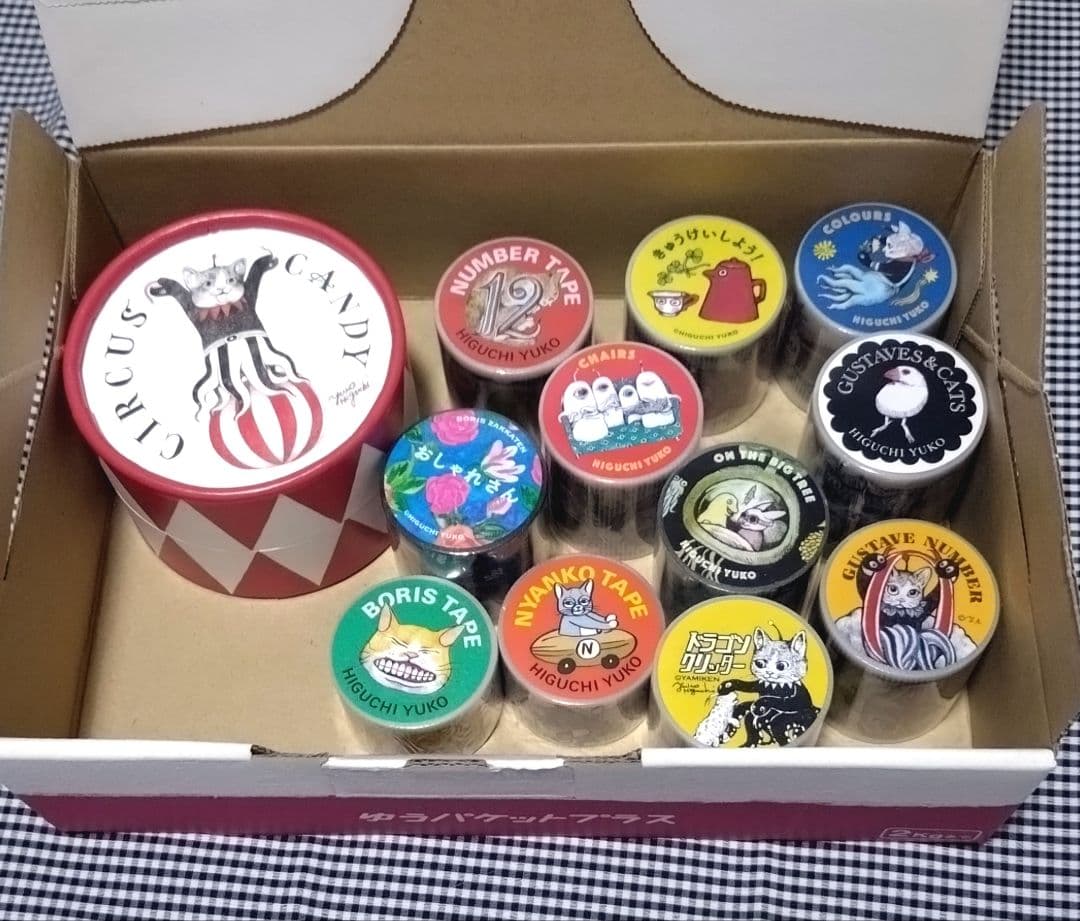 CIRCUS CANDY
NUMBER TAPE
12
HIGUCHI YUKO
きゅうけいしよう!
©HIGUCHI YUKO
COLOURS
HIGUCHI YUKO
CHAIRS
HIGUCHI YUKO
GUSTAVES & CATS
HIGUCHI YUKO
BORIS ZAKKATEN
おしゃれさん
©HIGUCHI YUKO
ON THE BIGTREE
HIGUCHI YUKO
GUSTAVE NUMBER
BORIS TAPE
HIGUCHI YUKO
NYANKO TAPE
N
HIGUCHI YUKO
ドラゴン
クリッター
©YAMIKEN
ゆうパケットプラス
2kg